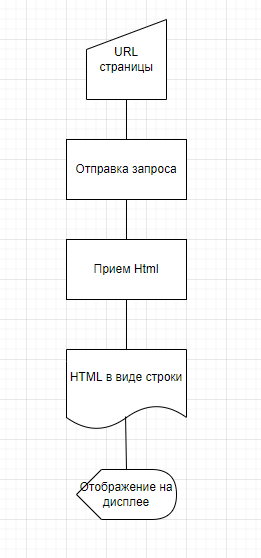 URL
страницы
Отправка запроса
Прием Html
HTML в виде строки
Отображение на
дисплее